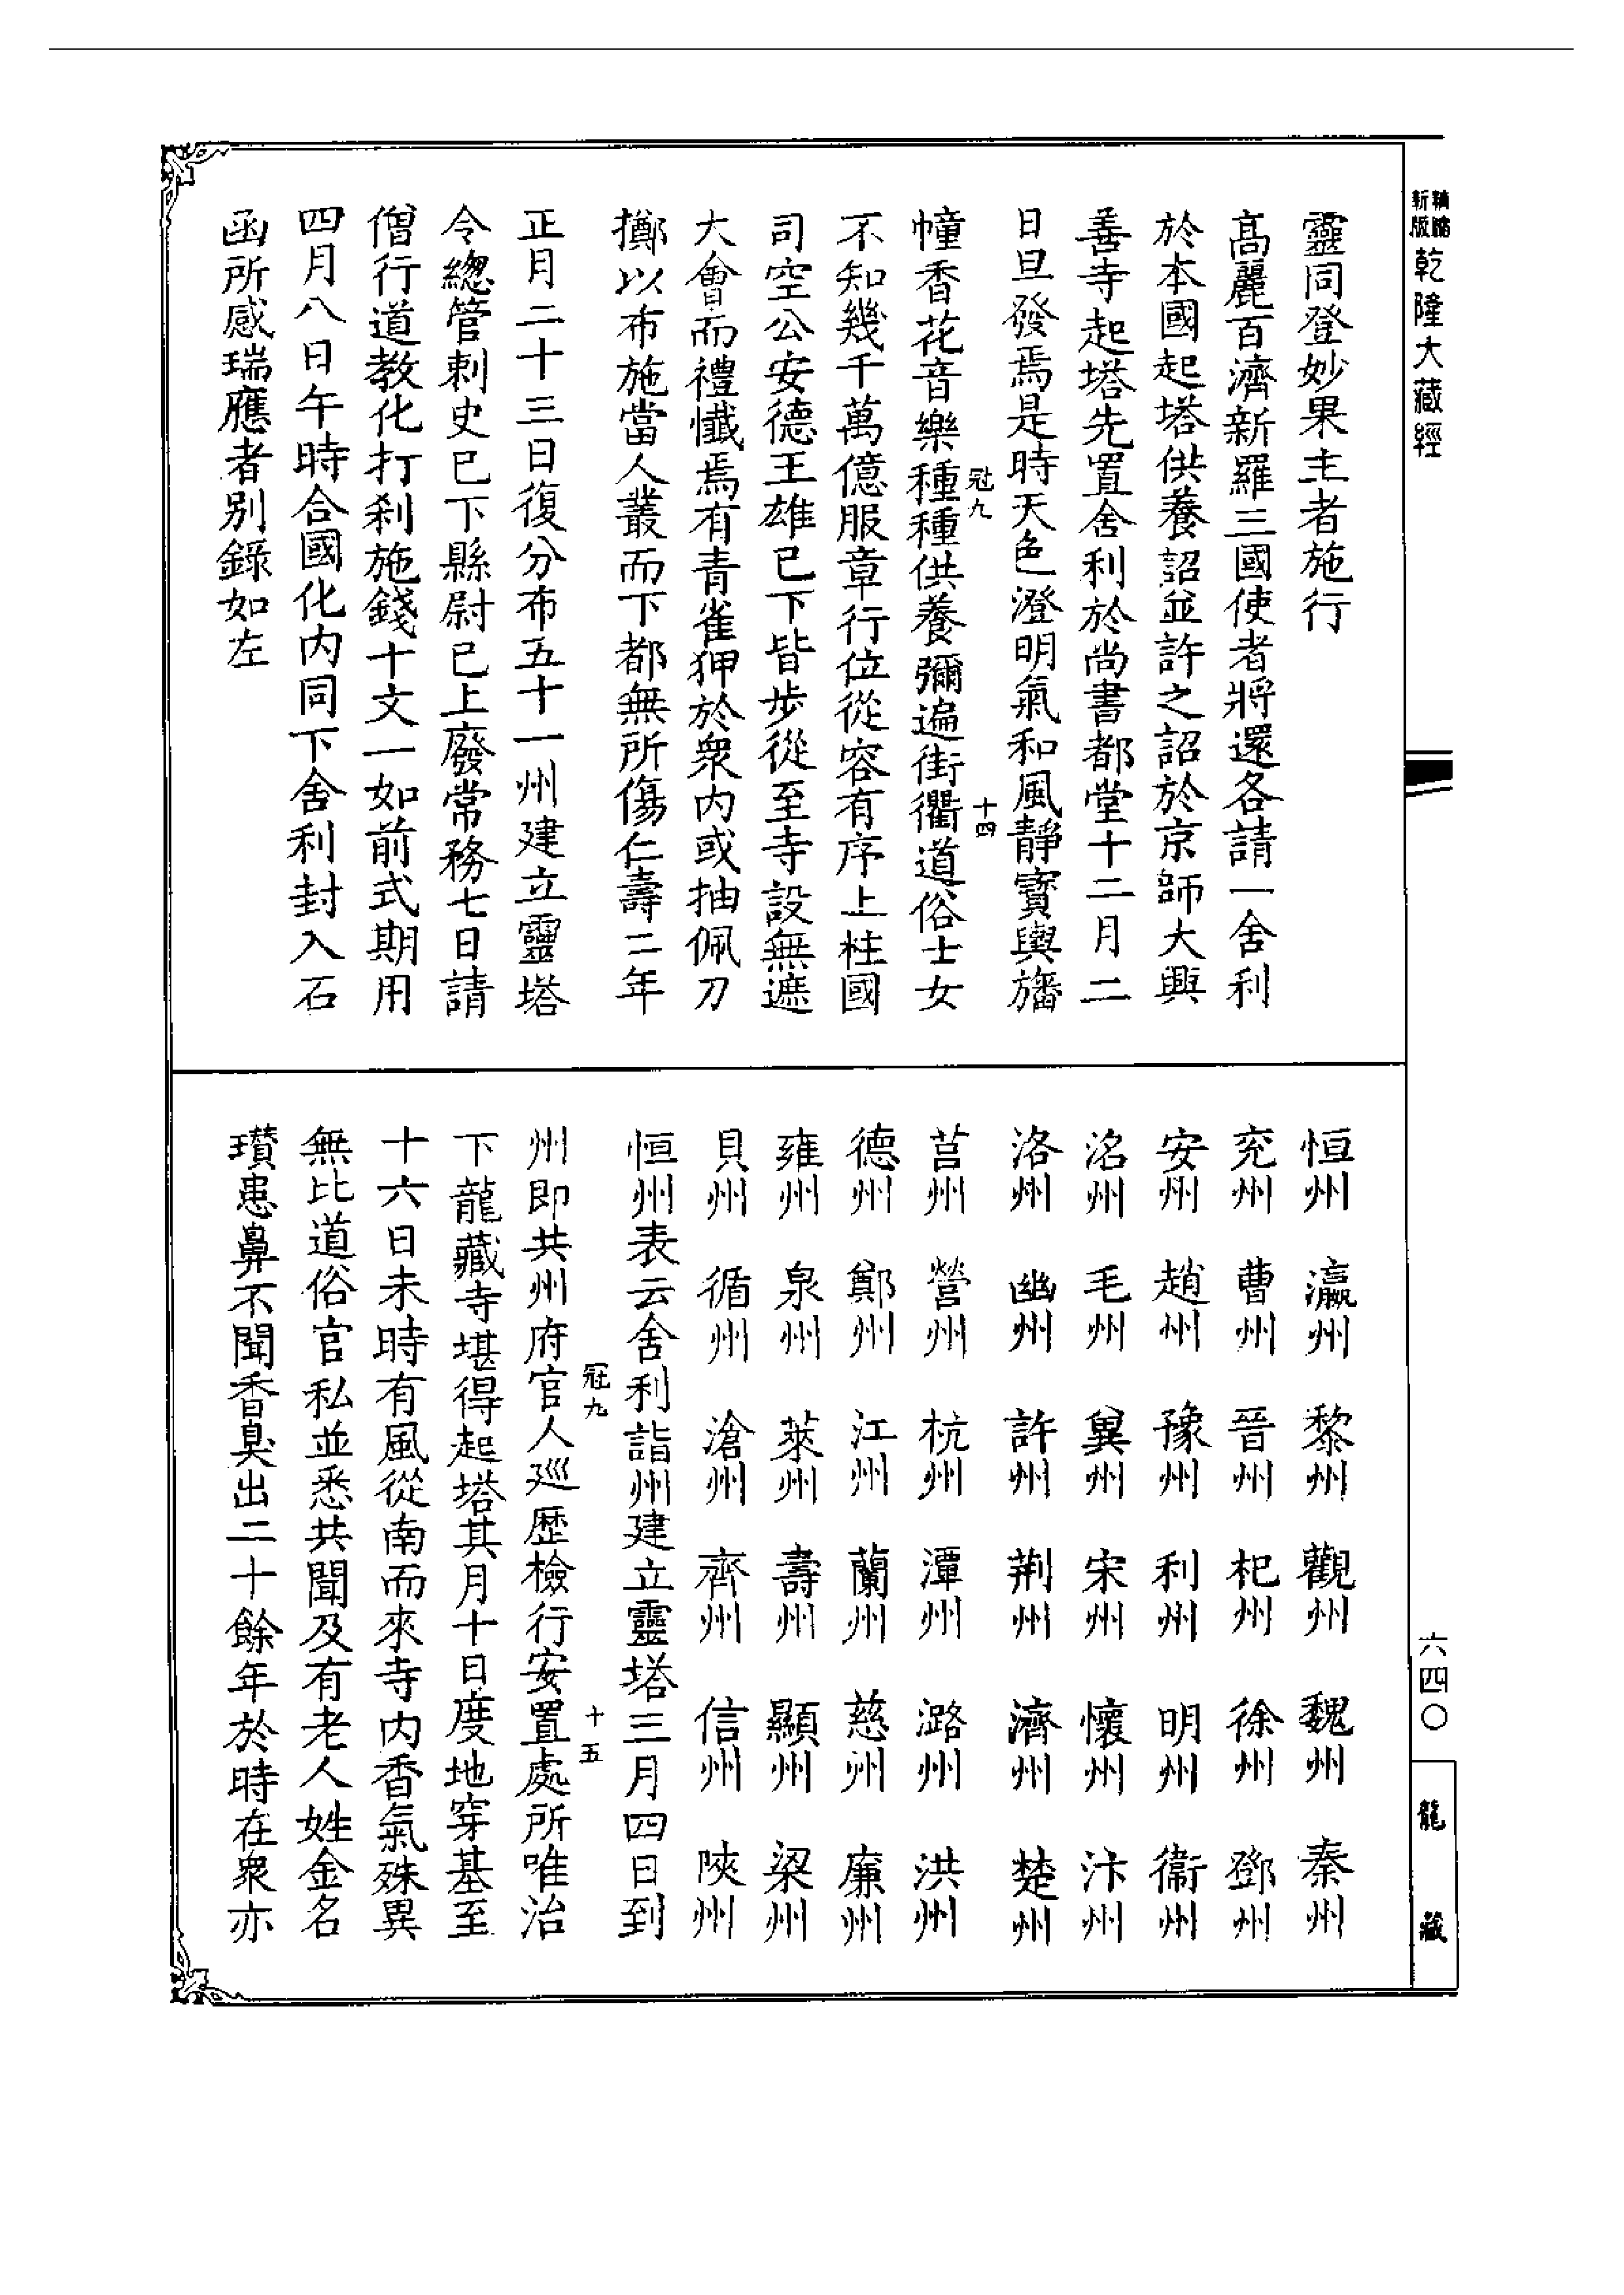 精縮
新版
乾隆大藏經
靈同登妙果主者施行
高麗百濟新羅三國使者將還各請一舍利
於本國起塔供養詔並許之詔於京師大興
善寺起塔先置舍利於尚書都堂十二月二
日旦發焉是時天色澄明氣和風靜寶輿旛
冠九
十四
幢香花音樂種種供養彌遍街衢道俗士女
不知幾千萬億服章行位從容有序上柱國
司空公安德王雄已下皆步從至寺設無遮
大會而禮懺焉有青雀狎於衆內或抽佩刀
擲以布施當人叢而下都無所傷仁壽二年
正月二十三日復分布五十一州建立靈塔
令總管刺史已下縣尉已上廢常務七日請
僧行道教化打刹施錢十文一如前式期用
四月八日午時合國化内同下舍利封入石
函所感瑞應者別錄如左
恒州 瀛州 黎州 觀州 魏州 秦州
兖州 曹州 晉州 杞州 徐州 鄧州
安州 趙州 豫州 利州 明州 衞州
洺州 毛州 冀州 宋州 懷州 汴州
洛州 幽州 許州 荆州 濟州 楚州
莒州 營州 杭州 潭州 潞州 洪州
德州 鄭州 江州 蘭州 慈州 廉州
雍州 泉州 萊州 壽州 顯州 梁州
貝州 循州 滄州 齊州 信州 陝州
恒州表云舍利詣州建立靈塔三月四日到
冠九
十五
州即共州府官人巡歷檢行安置處所唯治
下龍藏寺堪得起塔其月十日度地穿基至
十六日未時有風從南而來寺内香氣殊異
無比道俗官私並悉共聞及有老人姓金名
瓚患鼻不聞香臭出二十餘年於時在衆亦
六四〇
龍藏